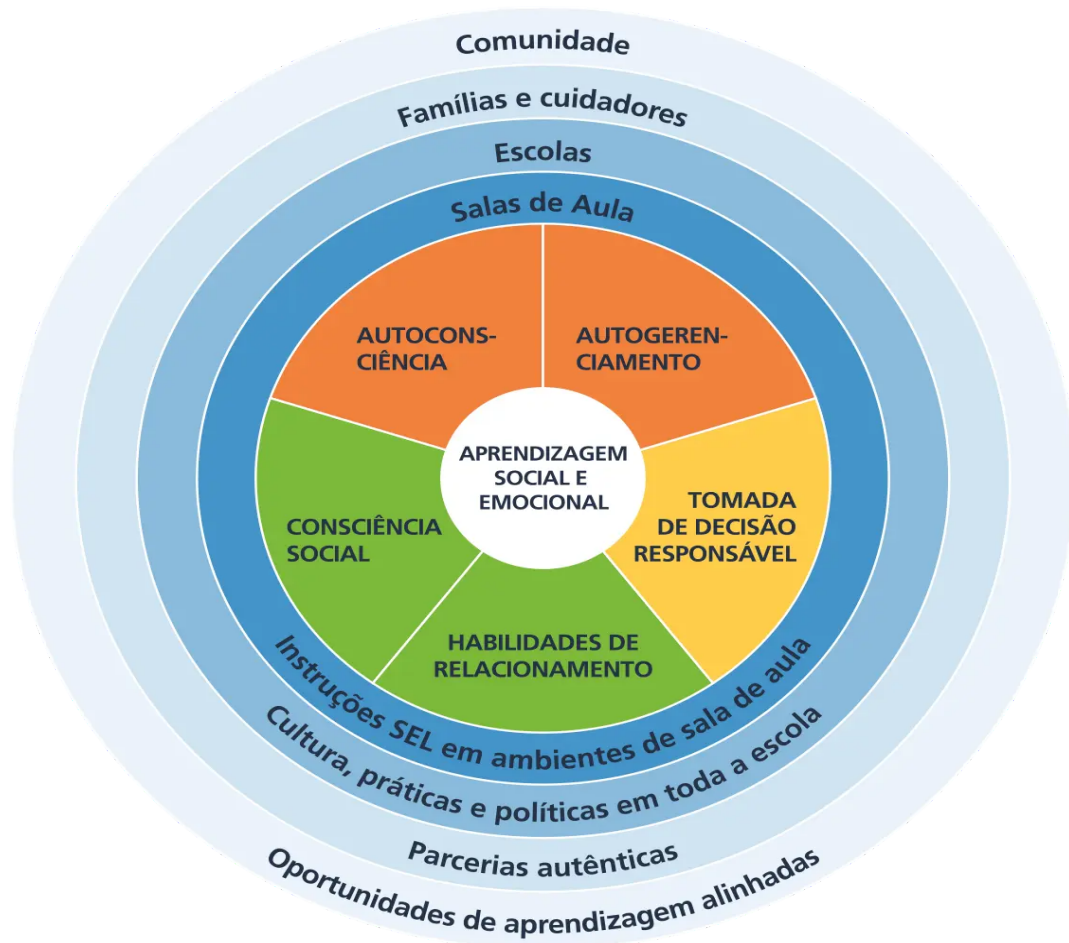 Comunidade
Famílias e cuidadores
Escolas
Salas de Aula
AUTOCONS-
CIÊNCIA
AUTOGEREN-
CIAMENTO
APRENDIZAGEM
SOCIAL E
EMOCIONAL
CONSCIÊNCIA
SOCIAL
TOMADA
DE DECISÃO
RESPONSÁVEL
HABILIDADES DE
RELACIONAMENTO
Instruções SEL em ambientes de sala de aula
Cultura, práticas e políticas em toda a escola
Parcerias autênticas
Oportunidades de aprendizagem alinhadas